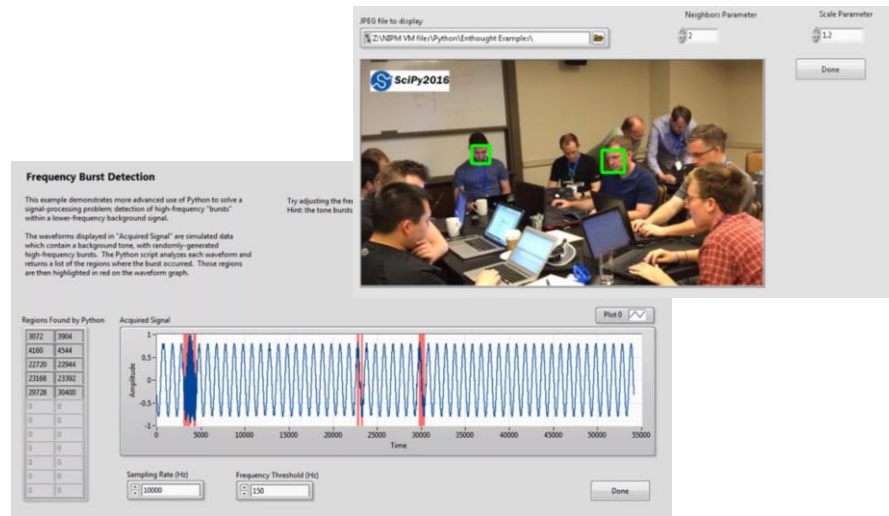 JPEG file to display
Z:\NIPM VM files\Python\Enthought Examples\
Neighbors Parameter
2
Scale Parameter
1.2
Done
SciPy2016
Frequency Burst Detection
This example demonstrates more advanced use of Python to solve a
signal-processing problem: detection of high-frequency "bursts"
within a lower-frequency background signal.
The waveforms displayed in "Acquired Signal" are simulated data
which contain a background tone, with randomly-generated
high-frequency bursts. The Python script analyzes each waveform and
returns a list of the regions where the burst occurred. Those regions
are then highlighted in red on the waveform graph.
Try adjusting the fre
Hint: the tone bursts
Regions Found by Python
3072 3904
4160 4544
22720 22944
23168 23392
29728 30400
0 0
0 0
0 0
0 0
0 0
0 0
0 0
Acquired Signal
Plot 0
Amplitude
1
0.5
0
-0.5
-1
0 5000 10000 15000 20000 25000 30000 35000 40000 45000 50000 55000
Time
Sampling Rate (Hz)
10000
Frequency Threshold (Hz)
150
Done